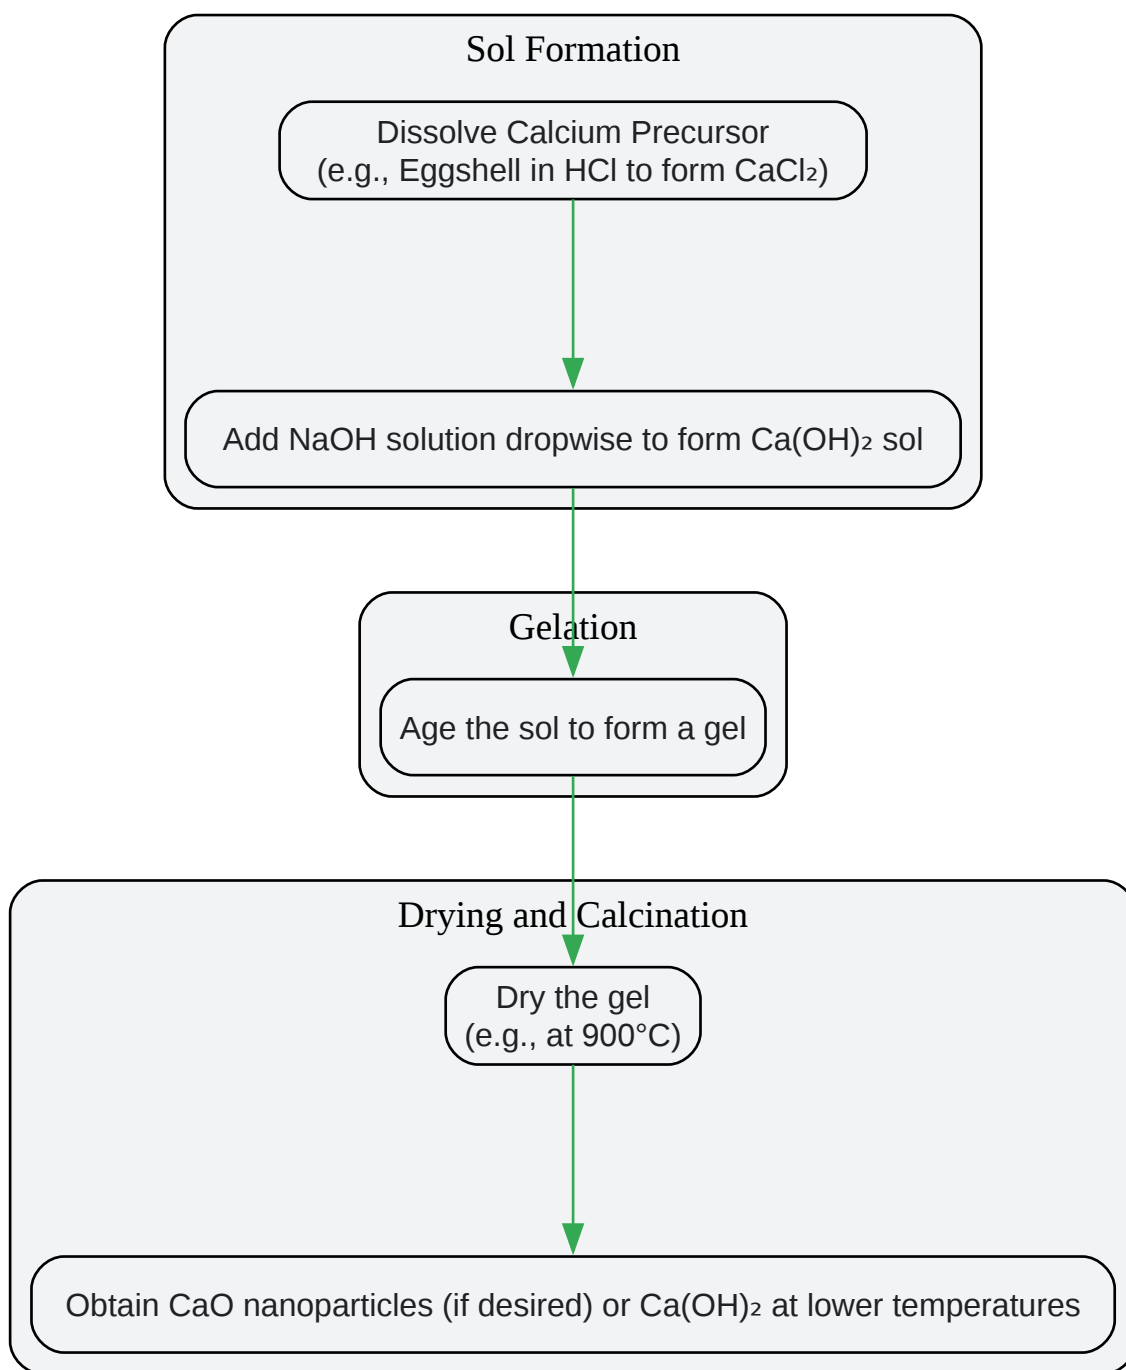 Sol Formation
Dissolve Calcium Precursor
(e.g., Eggshell in HCl to form CaCl₂)
Add NaOH solution dropwise to form Ca(OH)₂ sol
Gelation
Age the sol to form a gel
Drying and Calcination
Dry the gel
(e.g., at 900°C)
Obtain CaO nanoparticles (if desired) or Ca(OH)₂ at lower temperatures